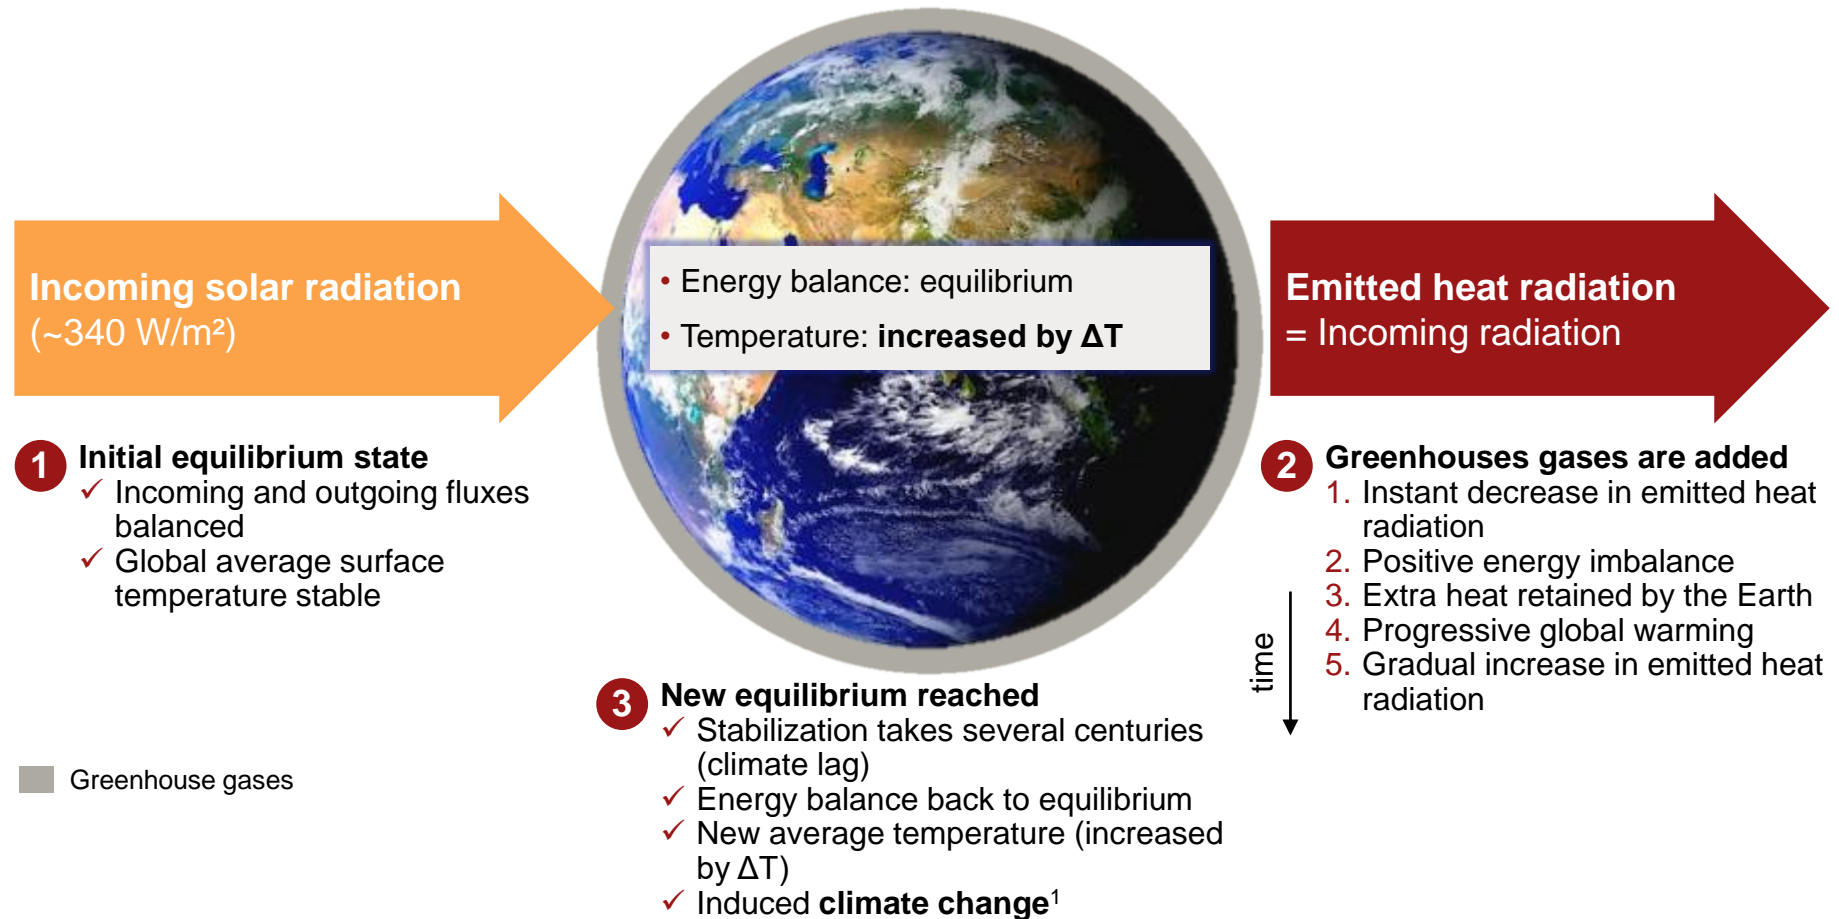 Incoming solar radiation
(~340 W/m²)
• Energy balance: equilibrium
• Temperature: increased by ΔT
Emitted heat radiation
= Incoming radiation
1 Initial equilibrium state
✓ Incoming and outgoing fluxes
balanced
✓ Global average surface
temperature stable
2 Greenhouses gases are added
1. Instant decrease in emitted heat
radiation
2. Positive energy imbalance
3. Extra heat retained by the Earth
4. Progressive global warming
5. Gradual increase in emitted heat
radiation
time
3 New equilibrium reached
✓ Stabilization takes several centuries
(climate lag)
✓ Energy balance back to equilibrium
✓ New average temperature (increased
by ΔT)
✓ Induced climate change¹
Greenhouse gases